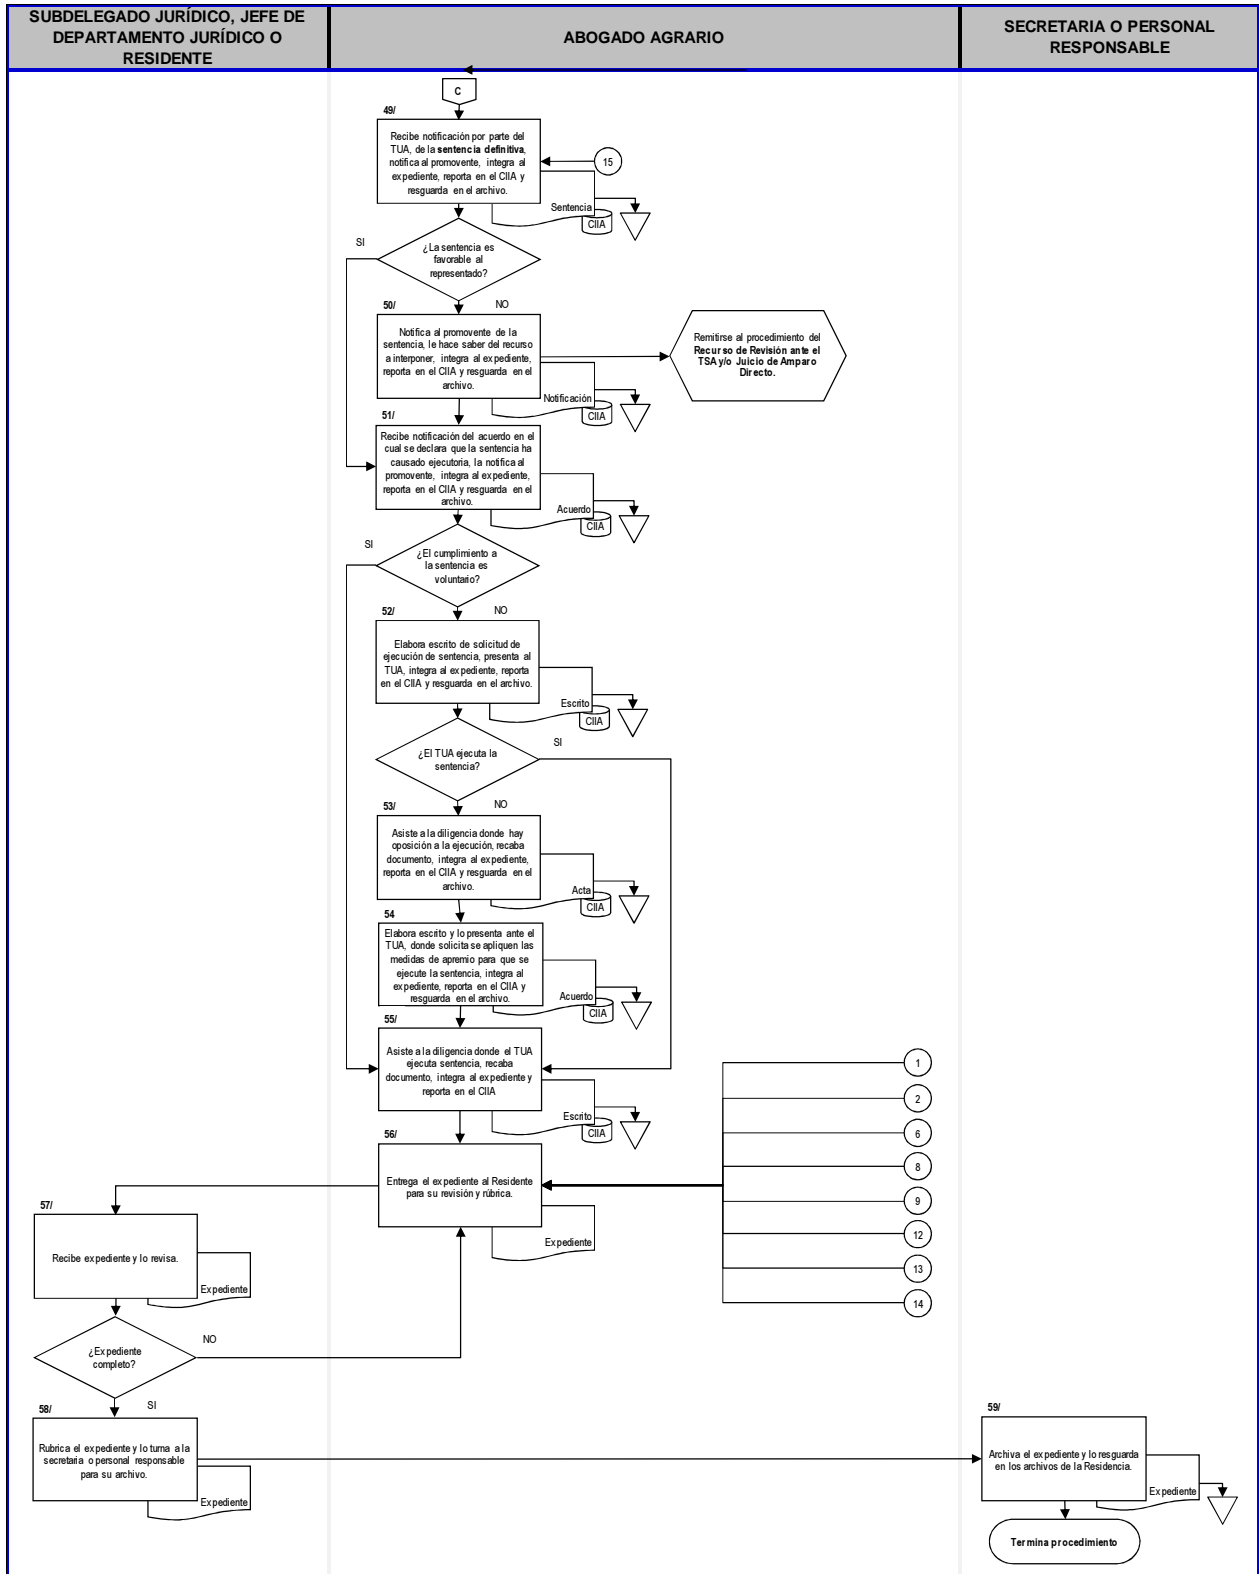 SUBDELEGADO JURÍDICO, JEFE DE
DEPARTAMENTO JURÍDICO O
RESIDENTE
ABOGADO AGRARIO
SECRETARIA O PERSONAL
RESPONSABLE
C
49/
Recibe notificación por parte del
TUA, de la sentencia definitiva,
notifica al promovente, integra al
expediente, reporta en el CIIA y
resguarda en el archivo.
15
Sentencia
CIIA
SI
¿La sentencia es
favorable al
representado?
50/
NO
Notifica al promovente de la
sentencia, le hace saber del recurso
a interponer, integra al expediente,
reporta en el CIIA y resguarda en el
archivo.
Remitirse al procedimiento del
Recurso de Revisión ante el
TSA y/o Juicio de Amparo
Directo.
Notificación
CIIA
51/
Recibe notificación del acuerdo en el
cual se declara que la sentencia ha
causado ejecutoria, la notifica al
promovente, integra al expediente,
reporta en el CIIA y resguarda en el
archivo.
Acuerdo
CIIA
SI
¿El cumplimiento a
la sentencia es
voluntario?
52/
NO
Elabora escrito de solicitud de
ejecución de sentencia, presenta al
TUA, integra al expediente, reporta
en el CIIA y resguarda en el archivo.
Escrito
CIIA
SI
¿El TUA ejecuta la
sentencia?
53/
NO
Asiste a la diligencia donde hay
oposición a la ejecución, recaba
documento, integra al expediente,
reporta en el CIIA y resguarda en el
archivo.
Acta
CIIA
54
Elabora escrito y lo presenta ante el
TUA, donde solicita se apliquen las
medidas de apremio para que se
ejecute la sentencia, integra al
expediente, reporta en el CIIA y
resguarda en el archivo.
Acuerdo
CIIA
55/
Asiste a la diligencia donde el TUA
ejecuta sentencia, recaba
documento, integra al expediente y
reporta en el CIIA
Escrito
CIIA
1
2
6
8
9
12
13
14
56/
Entrega el expediente al Residente
para su revisión y rúbrica.
Expediente
57/
Recibe expediente y lo revisa.
Expediente
¿Expediente
completo?
NO
58/
SI
Rubrica el expediente y lo turna a la
secretaria o personal responsable
para su archivo.
Expediente
59/
Archiva el expediente y lo resguarda
en los archivos de la Residencia.
Expediente
Termina procedimiento